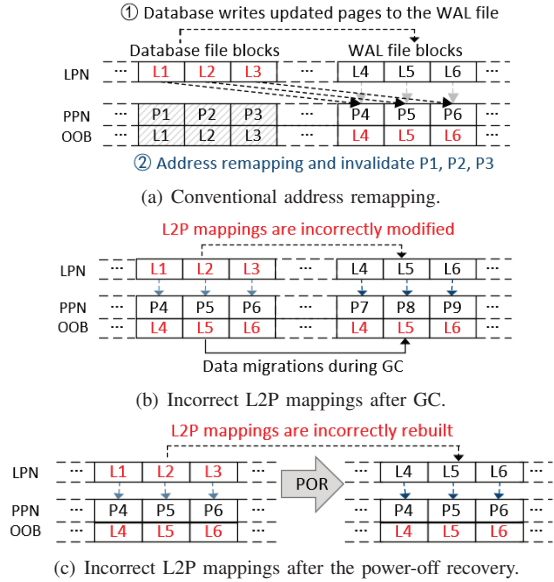 ① Database writes updated pages to the WAL file
Database file blocks WAL file blocks
LPN ··· L1 L2 L3 ··· L4 L5 L6 ···
PPN ··· P1 P2 P3 ··· P4 P5 P6 ···
OOB ··· L1 L2 L3 ··· L4 L5 L6 ···
② Address remapping and invalidate P1, P2, P3
(a) Conventional address remapping.
L2P mappings are incorrectly modified
LPN ··· L1 L2 L3 ··· L4 L5 L6 ···
PPN ··· P4 P5 P6 ··· P7 P8 P9 ···
OOB ··· L4 L5 L6 ··· L4 L5 L6 ···
Data migrations during GC
(b) Incorrect L2P mappings after GC.
L2P mappings are incorrectly rebuilt
LPN ··· L1 L2 L3 ··· POR ··· L4 L5 L6 ···
PPN ··· P4 P5 P6 ··· ··· P4 P5 P6 ···
OOB ··· L4 L5 L6 ··· ··· L4 L5 L6 ···
(c) Incorrect L2P mappings after the power-off recovery.